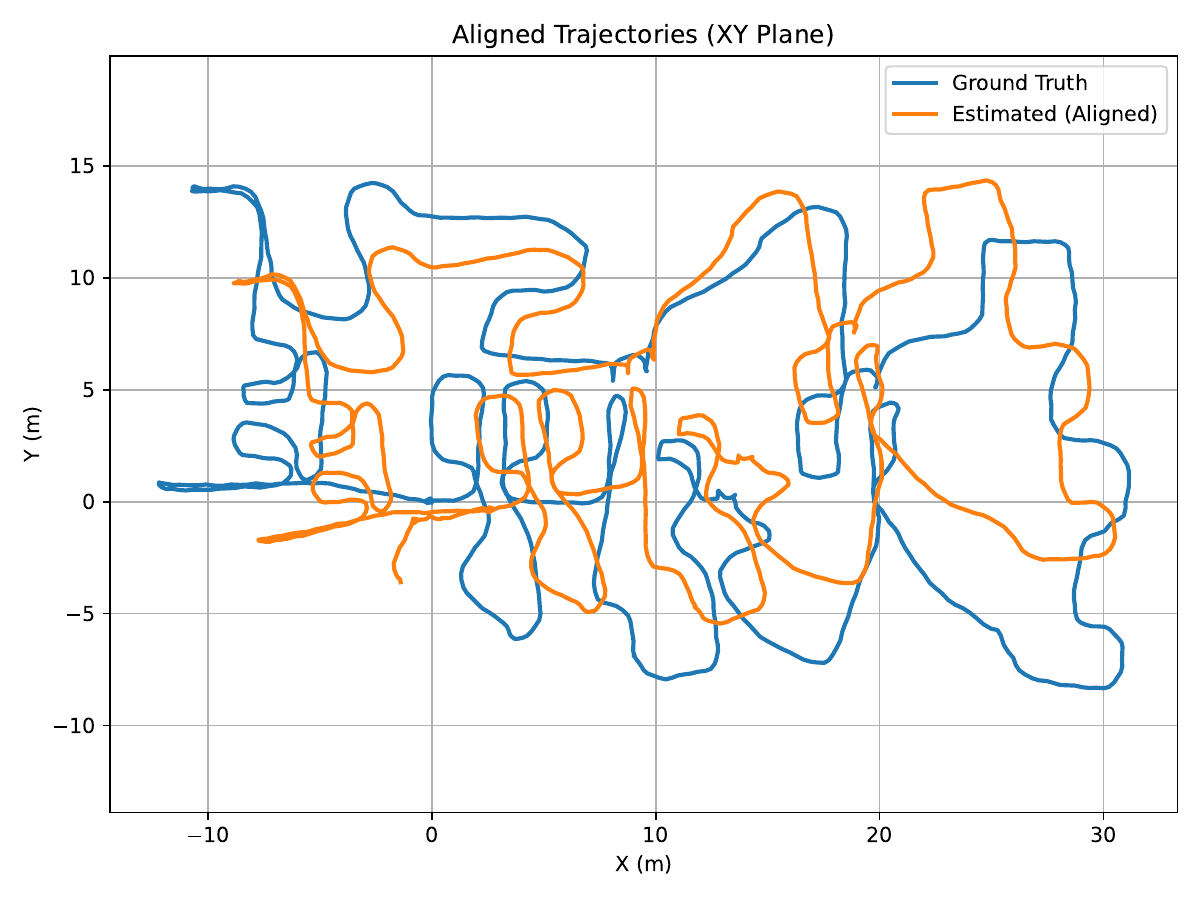 Aligned Trajectories (XY Plane)
Ground Truth
Estimated (Aligned)
15
10
5
0
−5
−10
Y (m)
−10
0
10
20
30
X (m)